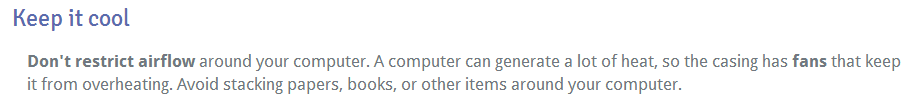 Keep it cool
Don't restrict airflow around your computer. A computer can generate a lot of heat, so the casing has fans that keep
it from overheating. Avoid stacking papers, books, or other items around your computer.